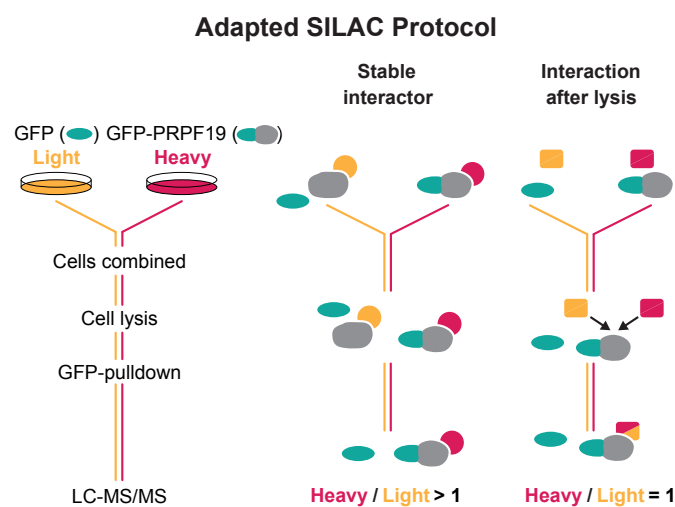 Adapted SILAC Protocol
GFP ( ) GFP-PRPF19 ( )
Light Heavy
Cells combined
Cell lysis
GFP-pulldown
LC-MS/MS
Stable
interactor
Heavy / Light > 1
Interaction
after lysis
Heavy / Light = 1